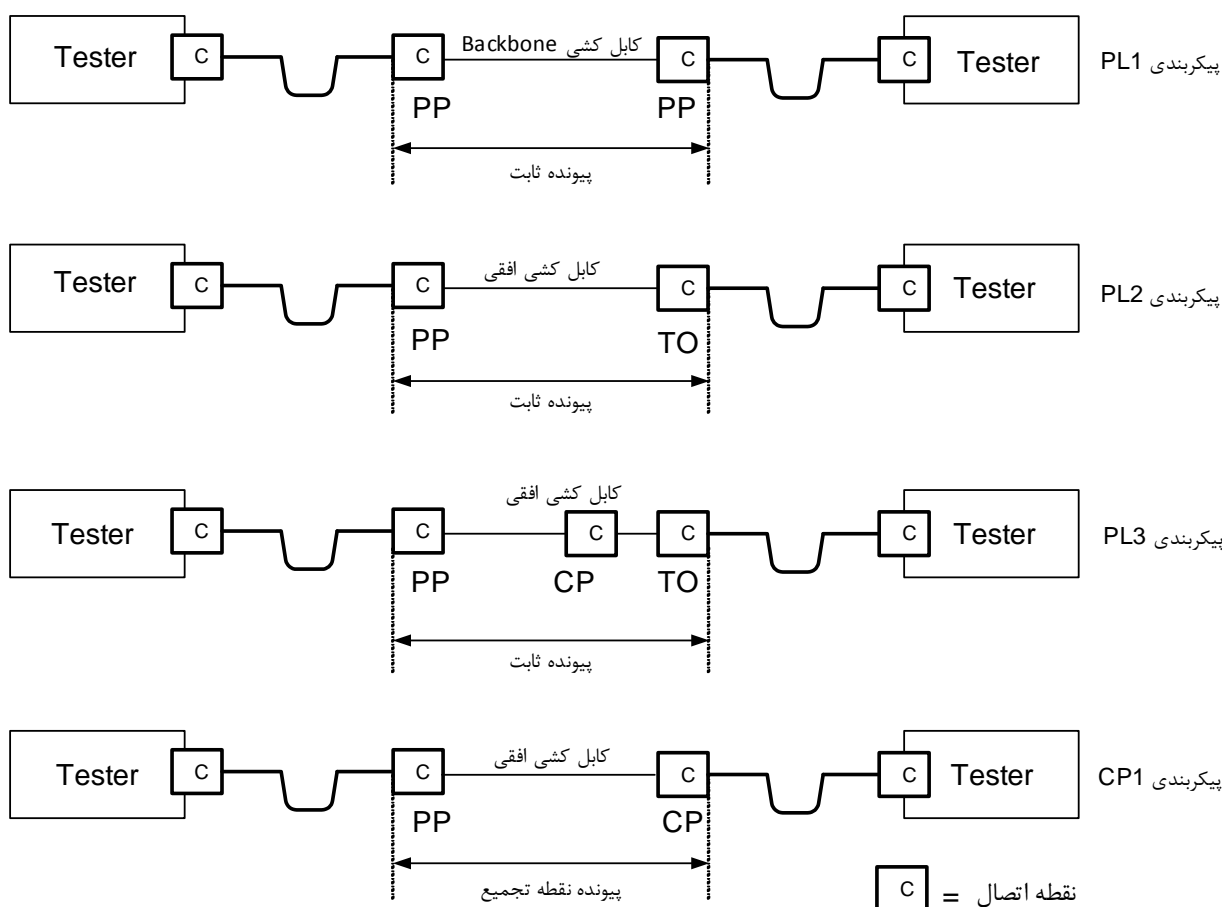 Tester C C کابل کشی Backbone C C Tester پیکربندی PL1
PP PP
پیونده ثابت
Tester C C کابل کشی افقی C C Tester پیکربندی PL2
PP TO
پیونده ثابت
کابل کشی افقی
Tester C C C C C Tester پیکربندی PL3
PP CP TO
پیونده ثابت
Tester C C کابل کشی افقی C C Tester پیکربندی CP1
PP CP
پیونده نقطه تجمیع
C = نقطه اتصال